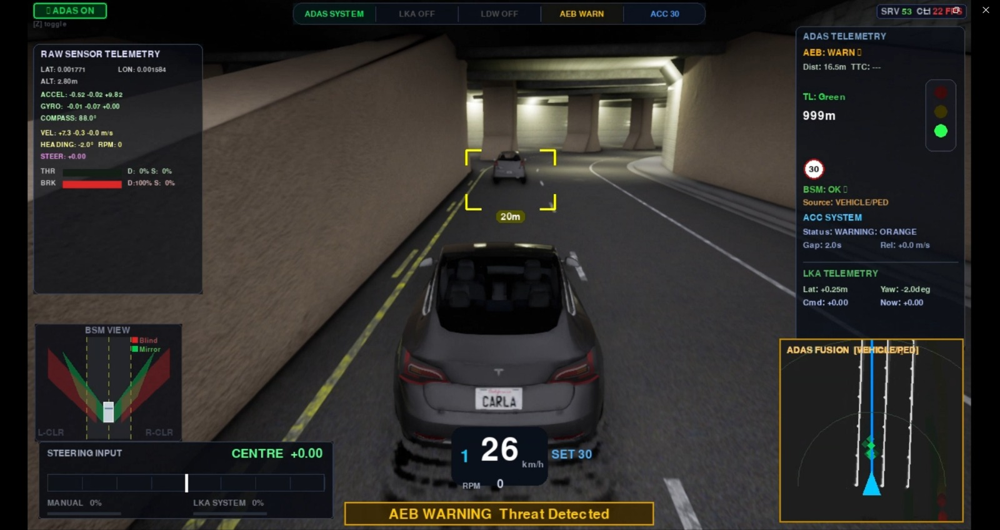 ADAS ON
[Z] toggle
ADAS SYSTEM
LKA OFF
LDW OFF
AEB WARN
ACC 30
SRV 53
22 FPS
RAW SENSOR TELEMETRY
LAT: 0.001771 LON: 0.001584
ALT: 2.80m
ACCEL: -0.52 -0.02 +9.82
GYRO: -0.01 -0.07 +0.00
COMPASS: 88.0°
VEL: +7.3 -0.3 -0.0 m/s
HEADING: -2.0° RPM: 0
STEER: +0.00
THR D: 0% S: 0%
BRK D:100% S: 0%
ADAS TELEMETRY
AEB: WARN
Dist: 16.5m TTC: ---
TL: Green
999m
30
BSM: OK
Source: VEHICLE/PED
ACC SYSTEM
Status: WARNING: ORANGE
Gap: 2.0s Rel: +0.0 m/s
LKA TELEMETRY
Lat: +0.25m Yaw: -2.0deg
Cmd: +0.00 Now: +0.00
20m
BSM VIEW
Blind
Mirror
L-CLR R-CLR
ADAS FUSION [VEHICLE/PED]
California
CARLA
STEERING INPUT CENTRE +0.00
MANUAL 0% LKA SYSTEM 0%
1 26 km/h SET 30
RPM 0
AEB WARNING Threat Detected